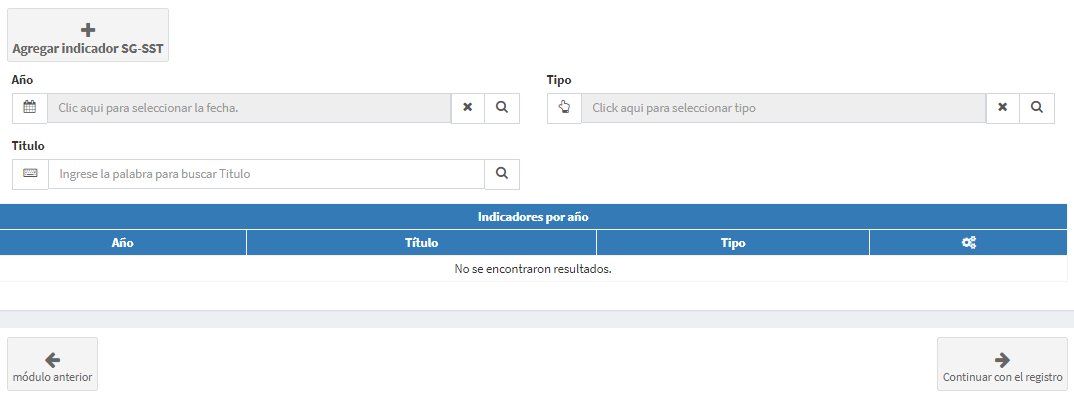 Agregar indicador SG-SST
Año
Tipo
Clic aqui para seleccionar la fecha.
Click aqui para seleccionar tipo
Titulo
Ingrese la palabra para buscar Titulo
Indicadores por año
Año
Título
Tipo
No se encontraron resultados.
módulo anterior
Continuar con el registro